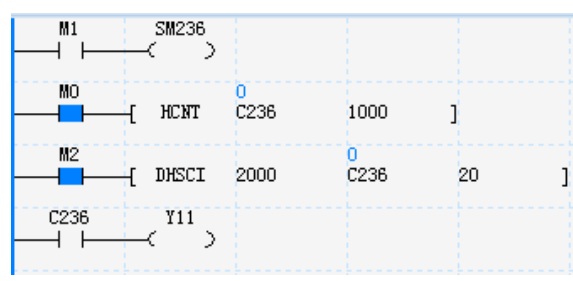 M1 SM236
M0 0
[ HCNT C236 1000 ]
M2 0
[ DHSCI 2000 C236 20 ]
C236 Y11